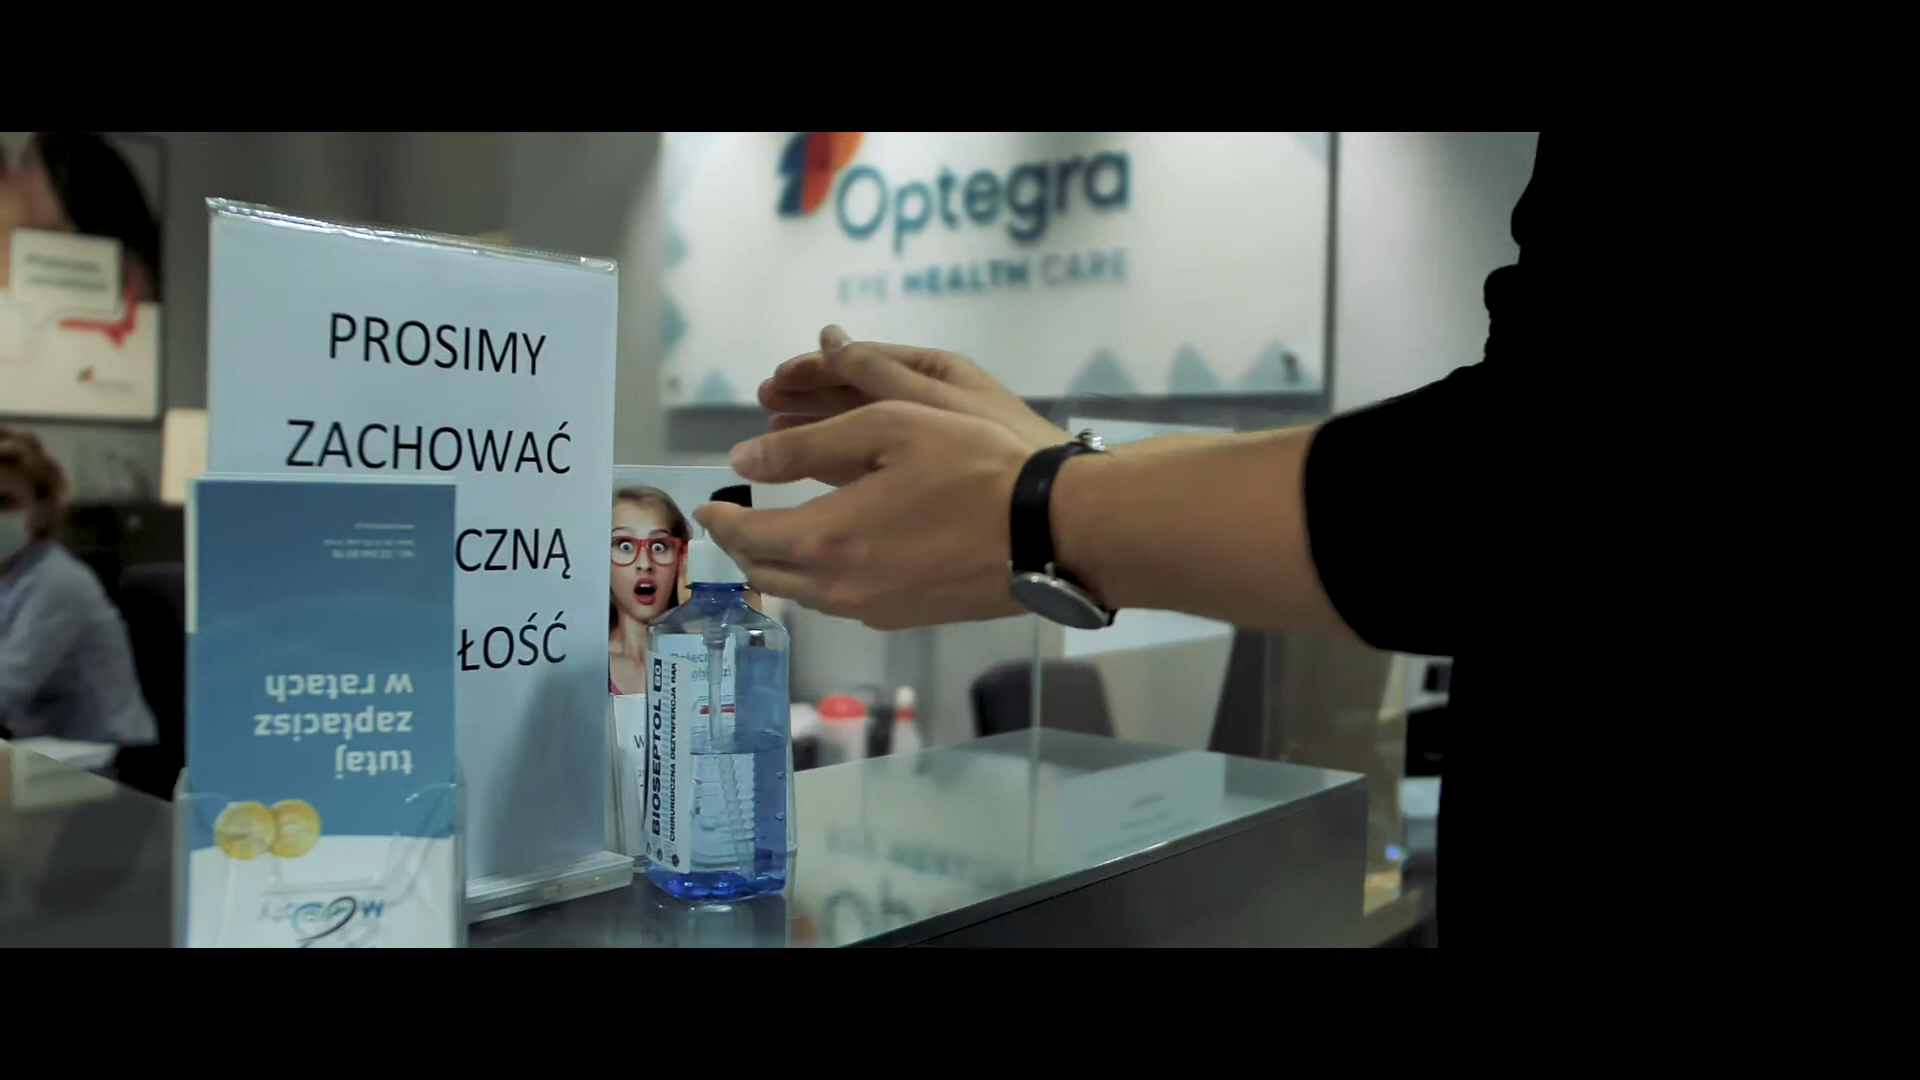 Optegra
EYE HEALTH CARE
PROSIMY
ZACHOWAĆ
CZNĄ
ŁOŚĆ
tutaj
zapłacisz
w ratach
BIOSEPTOL 80
CHIRURGICZNA DEZYNFEKCJA RĄK